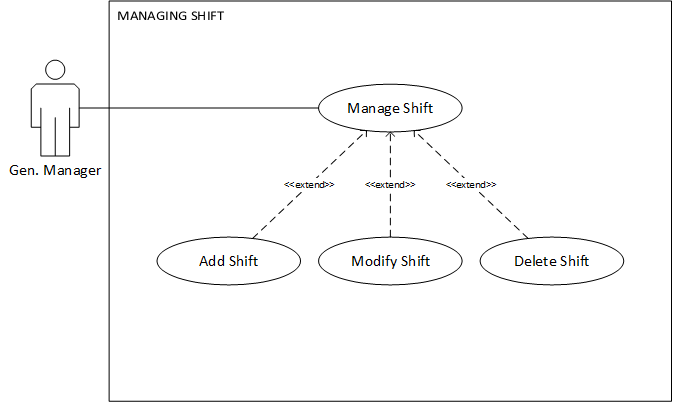 MANAGING SHIFT
Manage Shift
Gen. Manager
<<extend>> <<extend>> <<extend>>
Add Shift Modify Shift Delete Shift